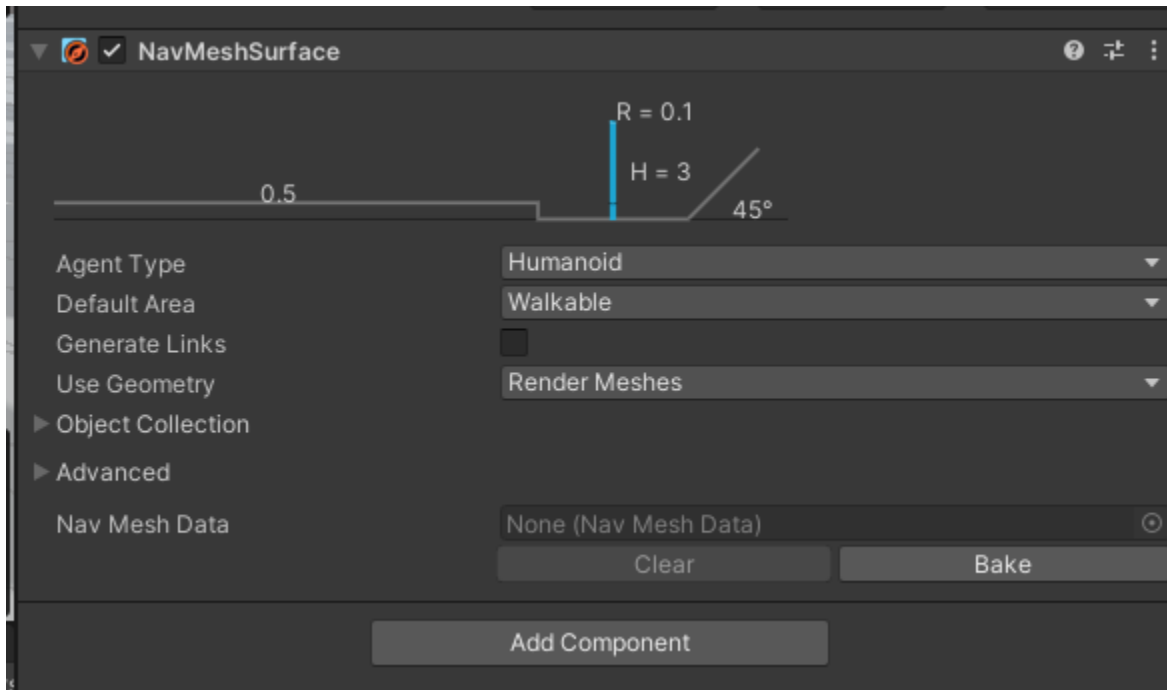 NavMeshSurface
R = 0.1
H = 3
0.5
45°
Agent Type Humanoid
Default Area Walkable
Generate Links
Use Geometry Render Meshes
Object Collection
Advanced
Nav Mesh Data None (Nav Mesh Data)
Clear Bake
Add Component